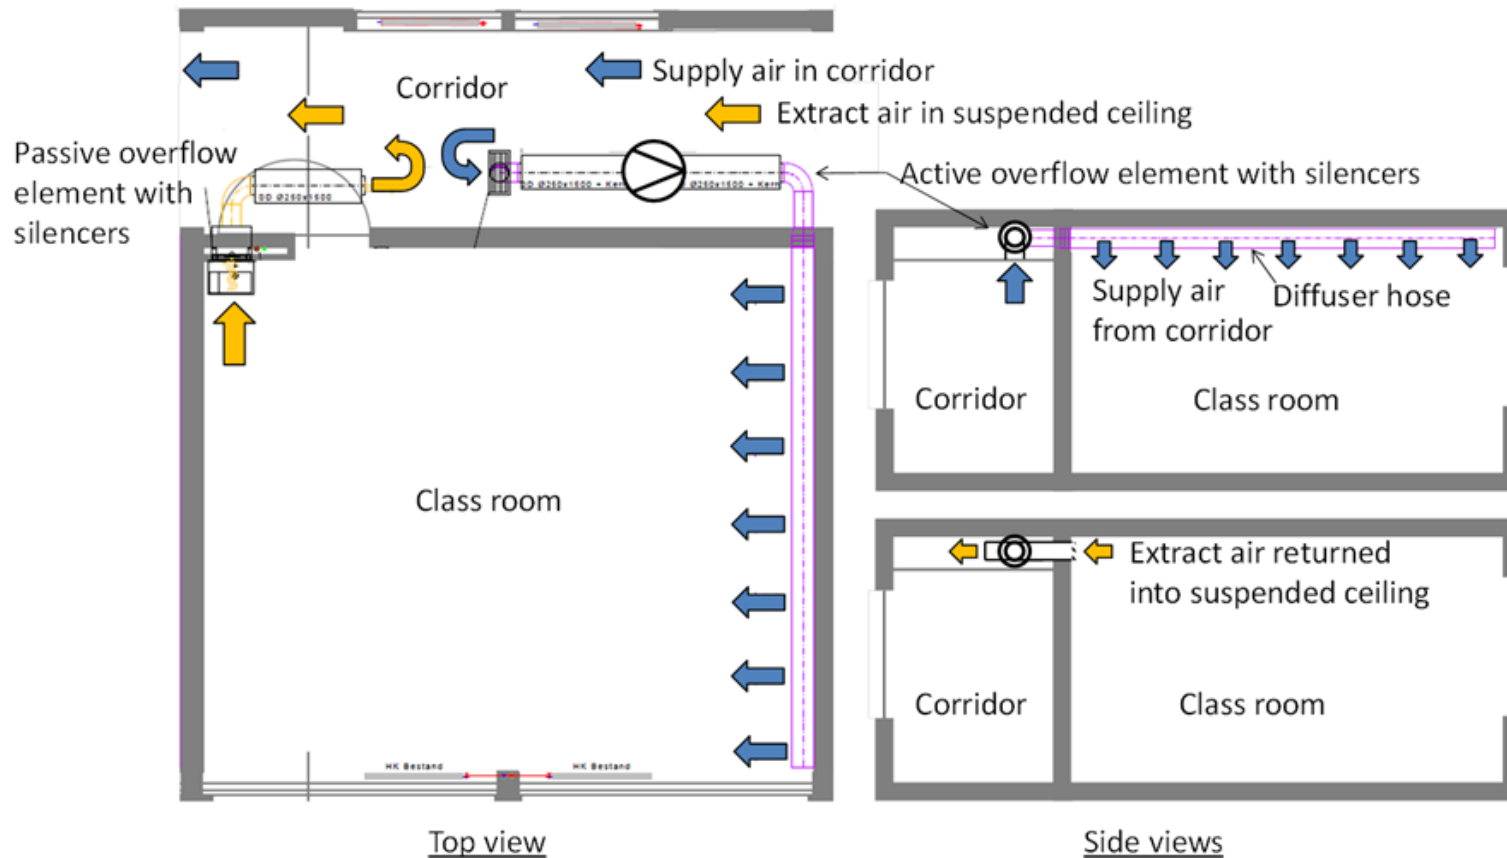 Corridor
Supply air in corridor
Extract air in suspended ceiling
Passive overflow
element with
silencers
Active overflow element with silencers
Supply air
from corridor
Diffuser hose
Corridor
Class room
Class room
Extract air returned
into suspended ceiling
Corridor
Class room
HK Bestand
HK Bestand
Top view
Side views